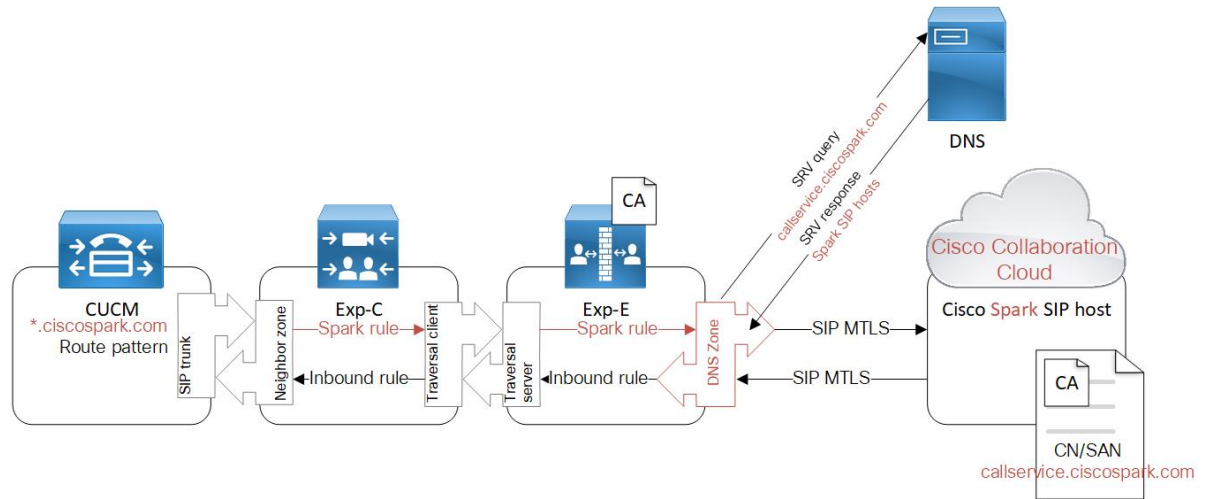 DNS
SRV query
callservice.ciscospark.com
SRV response
Spark SIP hosts
CA
Cisco Collaboration
Cloud
CUCM
*.ciscospark.com
Route pattern
SIP trunk
Neighbor zone
Exp-C
Spark rule
Inbound rule
Traversal client
Traversal
server
Exp-E
Spark rule
Inbound rule
DNS Zone
SIP MTLS
SIP MTLS
Cisco Spark SIP host
CA
CN/SAN
callservice.ciscospark.com